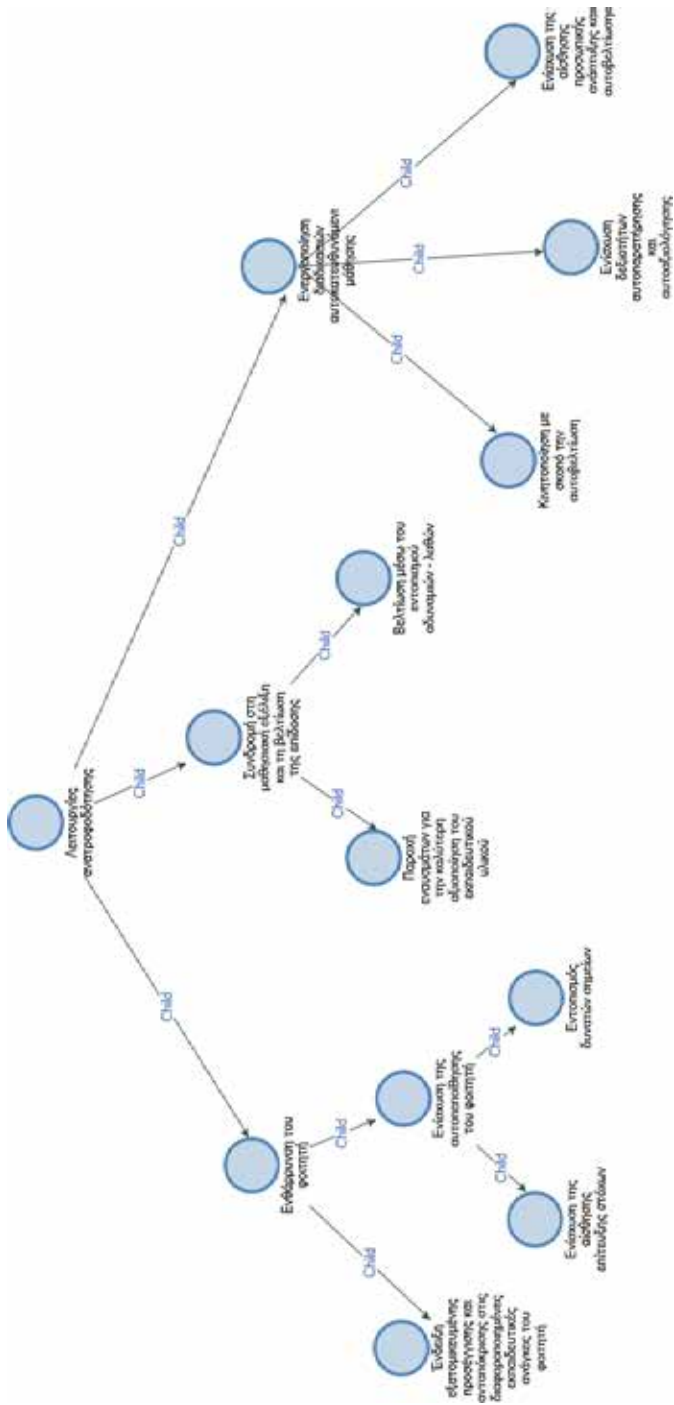 Λειτουργίες
ανατροφοδότησης
Child
Child
Child
Ενθάρρυνση του
φοιτητή
Συνδρομή στη
μαθησιακή εξέλιξη
και τη βελτίωση
της επίδοσης
Ενεργοποίηση
διαδικασιών
αυτοκατευθυνόμενη
μάθησης
Child
Child
Child
Child
Child
Child
Child
Ένδειξη
εξατομικευμένης
προσέγγισης και
ανταπόκρισης στις
διαφοροποιημένες
εκπαιδευτικές
ανάγκες του
φοιτητή
Ενίσχυση της
αυτοπεποίθησης
του φοιτητή
Παροχή
εναυσμάτων για
την καλύτερη
αξιοποίηση του
εκπαιδευτικού
υλικού
Βελτίωση μέσω του
εντοπισμού
αδυναμιών - λαθών
Κινητοποίηση με
σκοπό την
αυτοβελτίωση
Ενίσχυση
δεξιοτήτων
αυτοπαρατήρησης
και
αυτοαξιολόγησης
Ενίσχυση της
αίσθησης
προσωπικής
ανάπτυξης και
αυτοβελτίωσης
Child
Child
Ενίσχυση της
αίσθησης
επίτευξης στόχων
Εντοπισμός
δυνατών σημείων